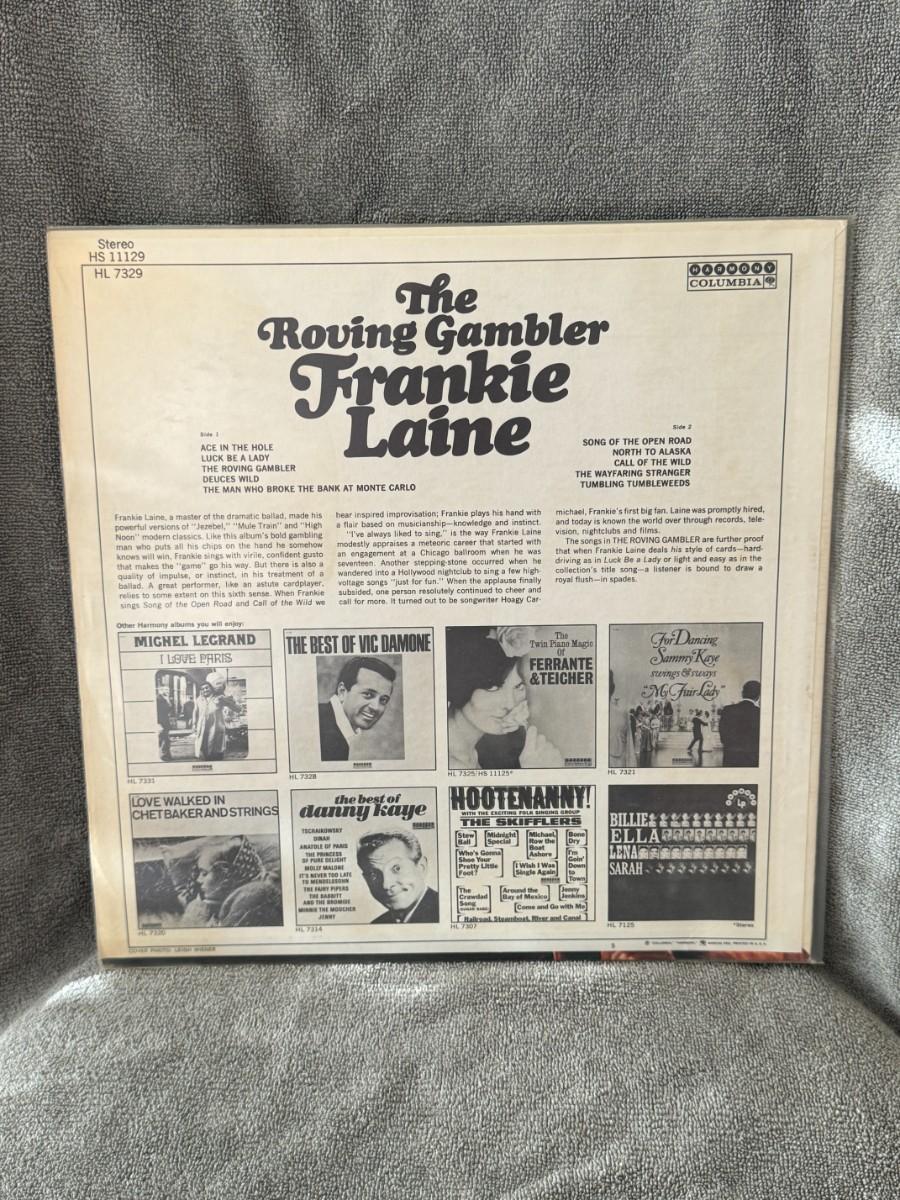 Stereo
HS 11129
HL 7329
HARMONY
COLUMBIA
The
Roving Gambler
Frankie
Laine
Side 1
ACE IN THE HOLE
LUCK BE A LADY
THE ROVING GAMBLER
DEUCES WILD
THE MAN WHO BROKE THE BANK AT MONTE CARLO
Side 2
SONG OF THE OPEN ROAD
NORTH TO ALASKA
CALL OF THE WILD
THE WAYFARING STRANGER
TUMBLING TUMBLEWEEDS
Frankie Laine, a master of the dramatic ballad, made his
powerful versions of "Jezebel," "Mule Train" and "High
Noon" modern classics. Like this album's bold gambling
man who puts all his chips on the hand he somehow
knows will win, Frankie sings with virile, confident gusto
that makes the "game" go his way. But there is also a
quality of impulse, or instinct, in his treatment of a
ballad. A great performer, like an astute cardplayer,
relies to some extent on this sixth sense. When Frankie
sings Song of the Open Road and Call of the Wild we
hear inspired improvisation; Frankie plays his hand with
a flair based on musicianship—knowledge and instinct.
"I've always liked to sing," is the way Frankie Laine
modestly appraises a meteoric career that started with
an engagement at a Chicago ballroom when he was
seventeen. Another stepping-stone occurred when he
wandered into a Hollywood nightclub to sing a few high-
voltage songs "just for fun." When the applause finally
subsided, one person resolutely continued to cheer and
call for more. It turned out to be songwriter Hoagy Car-
michael, Frankie's first big fan. Laine was promptly hired,
and today is known the world over through records, tele-
vision, nightclubs and films.
The songs in THE ROVING GAMBLER are further proof
that when Frankie Laine deals his style of cards—hard-
driving as in Luck Be a Lady or light and easy as in the
collection's title song—a listener is bound to draw a
royal flush—in spades.
Other Harmony albums you will enjoy:
MICHEL LEGRAND
I LOVE PARIS
HL 7331
THE BEST OF VIC DAMONE
HL 7328
The
Twin Piano Magic
Of
FERRANTE
&TEICHER
HL 7325/HS 11125*
For Dancing
Sammy Kaye
swings & sways
"My Fair Lady"
HL 7321
LOVE WALKED IN
CHET BAKER AND STRINGS
HL 7320
the best of
danny kaye
TSCHAIKOWSKY
DINAH
ANATOLE OF PARIS
THE PRINCESS
OF PURE DELIGHT
MOLLY MALONE
IT'S NEVER TOO LATE
TO MENDELSSOHN
THE FAIRY PIPERS
THE BABBITT
AND THE BROMIDE
MINNIE THE MOOCHER
JENNY
HL 7314
HOOTENANNY!
WITH THE EXCITING FOLK SINGING GROUP
THE SKIFFLERS
Stew
Ball
Midnight
Special
Michael,
Row the
Boat
Ashore
Bone
Dry
Who's Gonna
Shoe Your
Pretty Little
Foot?
I Wish I Was
Single Again
I'm
Goin'
Down
to
Town
The
Crawdad
Song
Around the
Bay of Mexico
Jenny
Jenkins
Come and Go with Me
Railroad, Steamboat, River and Canal
HL 7307
Lp
BILLIE
ELLA
LENA
SARAH
HL 7125
*Stereo
COVER PHOTO: LEIGH WIENER